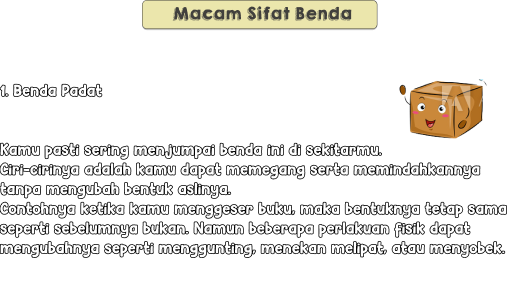 Macam Sifat Benda
1. Benda Padat
Kamu pasti sering menjumpai benda ini di sekitarmu.
Ciri-cirinya adalah kamu dapat memegang serta memindahkannya
tanpa mengubah bentuk aslinya.
Contohnya ketika kamu menggeser buku, maka bentuknya tetap sama
seperti sebelumnya bukan. Namun beberapa perlakuan fisik dapat
mengubahnya seperti menggunting, menekan melipat, atau menyobek.